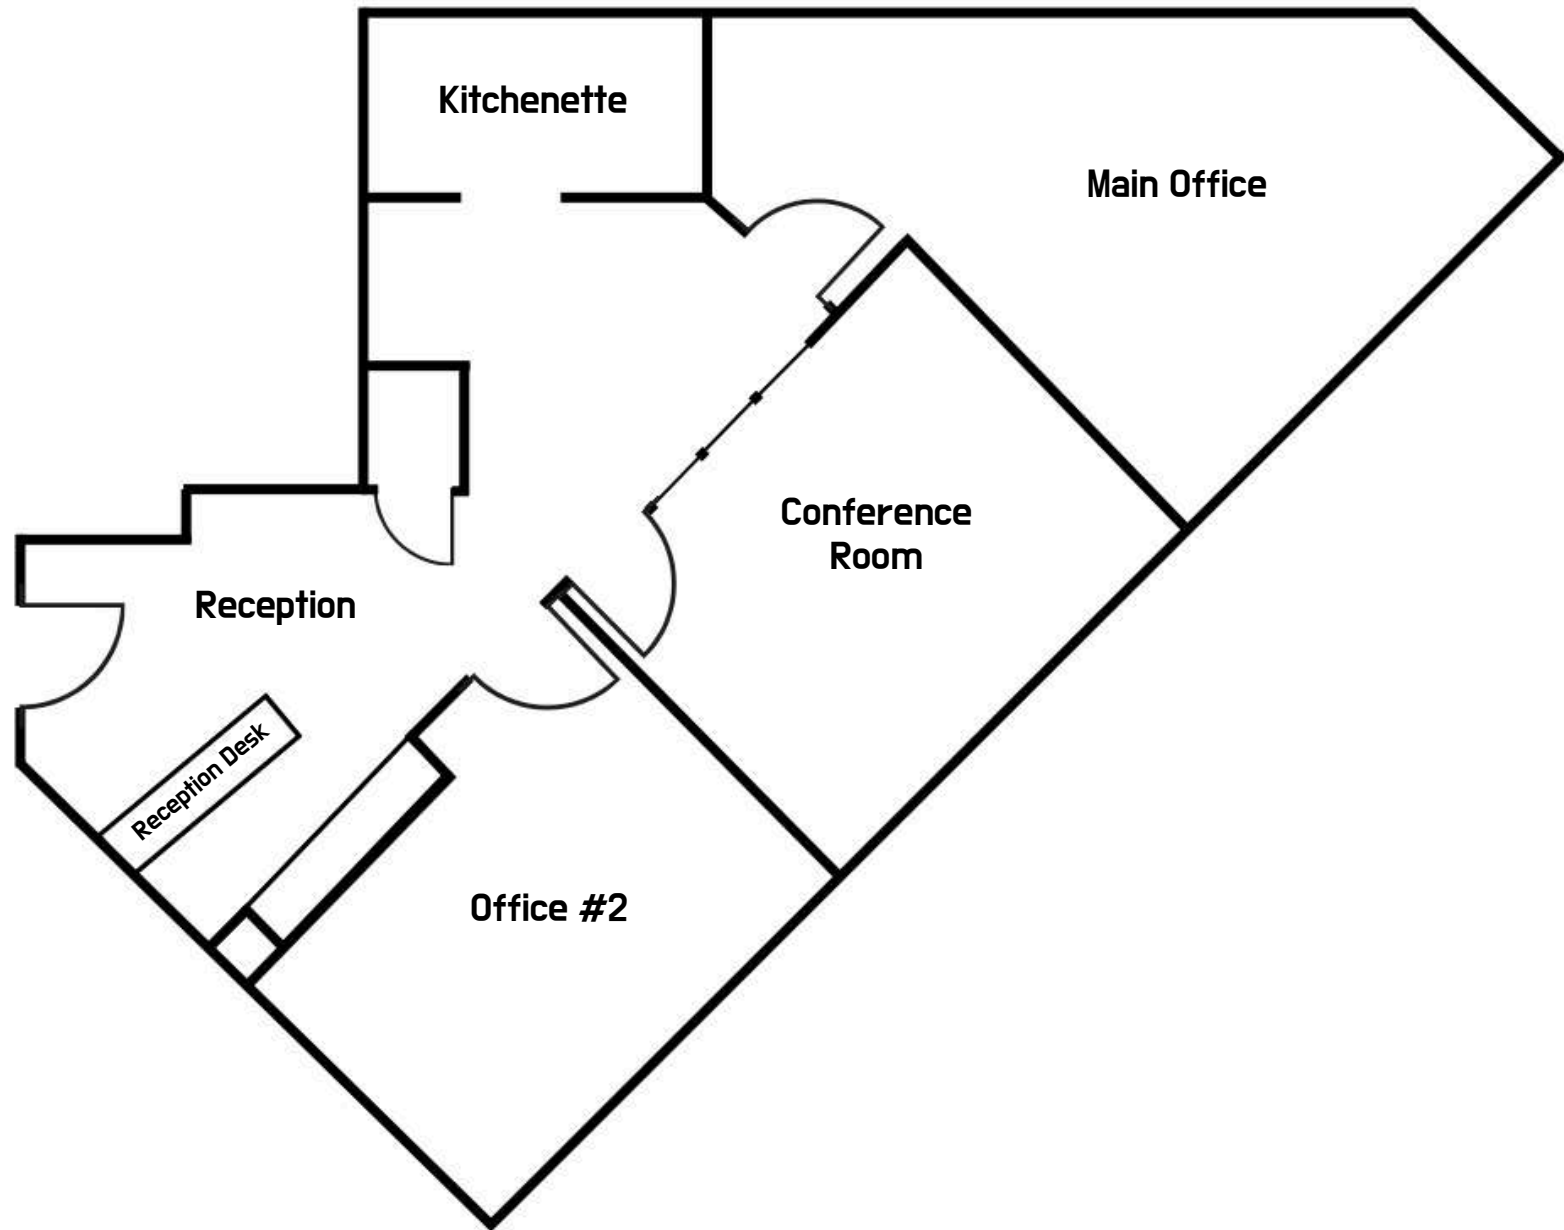 Kitchenette
Main Office
Conference
Room
Reception
Reception Desk
Office #2